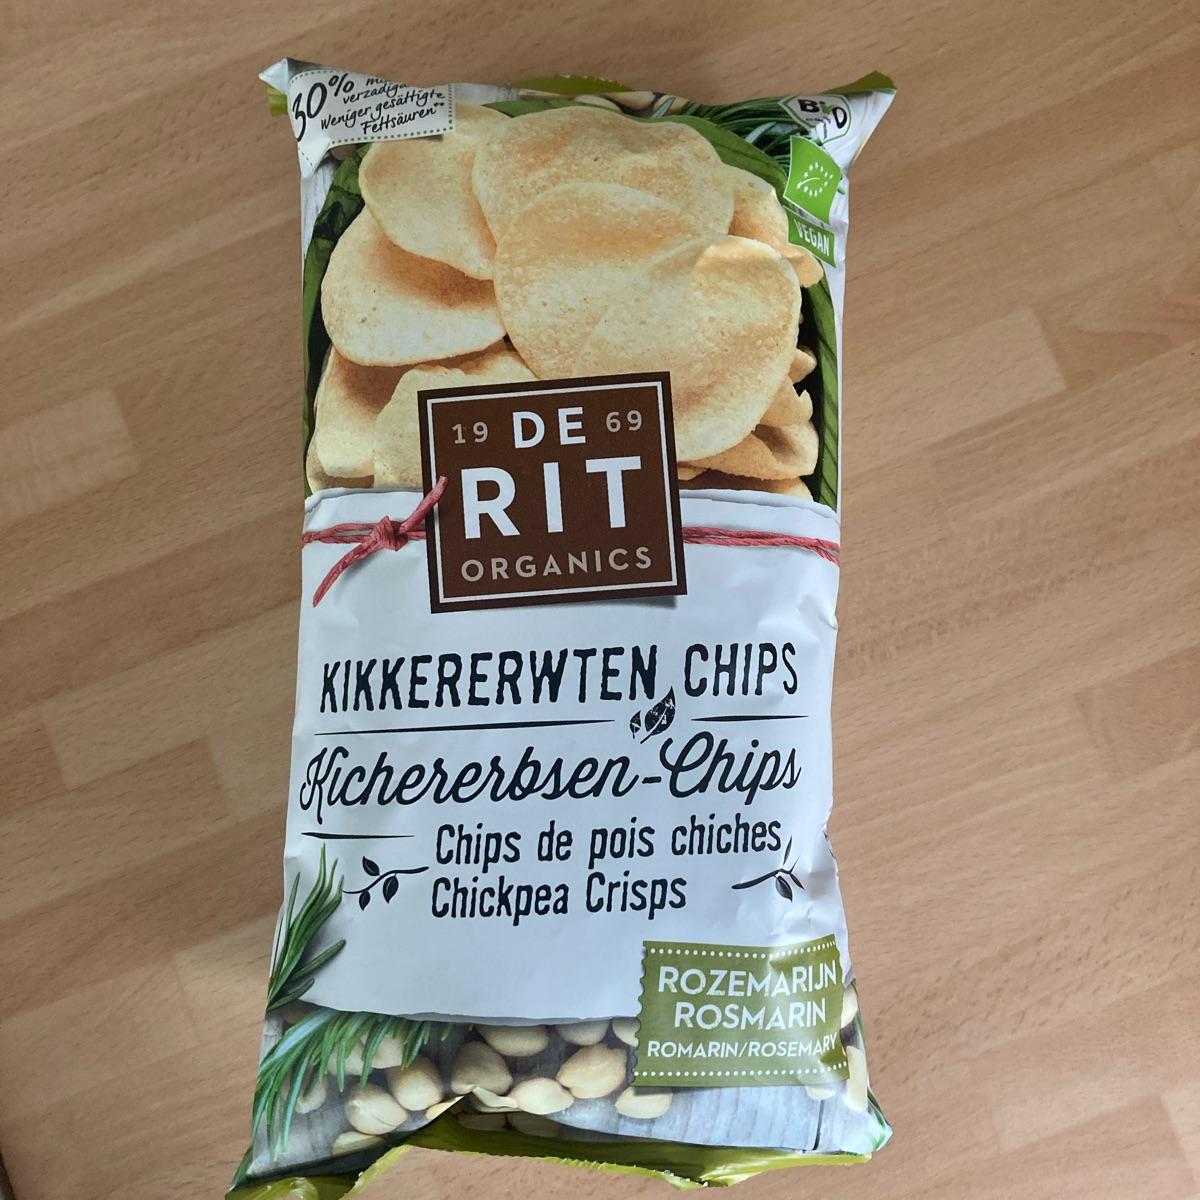 30%
verzadigde
Weniger gesättigte
Fettsäuren**
BIO
VEGAN
19 DE 69
RIT
ORGANICS
KIKKERERWTEN CHIPS
Kichererbsen-Chips
Chips de pois chiches
Chickpea Crisps
ROZEMARIJN
ROSMARIN
ROMARIN/ROSEMARY